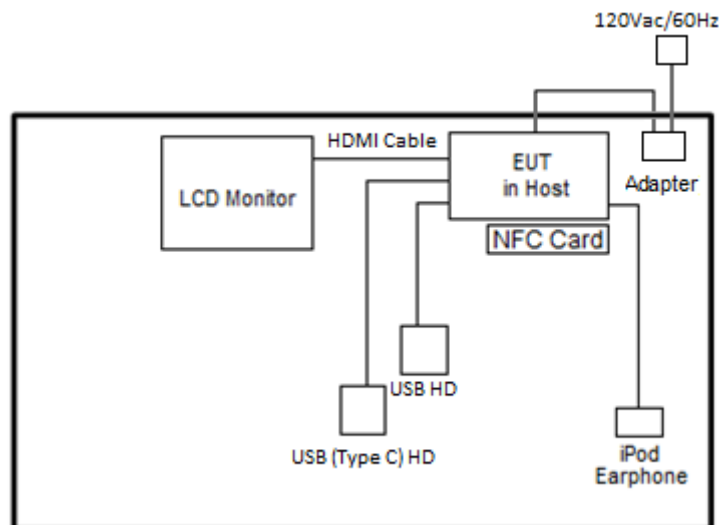 120Vac/60Hz
HDMI Cable
EUT
in Host
Adapter
LCD Monitor
NFC Card
USB HD
USB (Type C) HD
iPod
Earphone